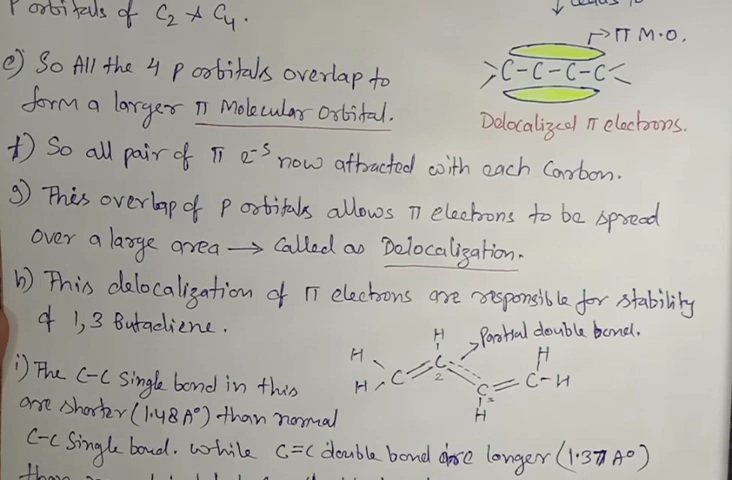 P orbitals of C2 & C4.
e) So All the 4 p orbitals overlap to
form a larger π Molecular Orbital.
π M.O.
>C-C-C-C<
Delocalized π electrons.
f) So all pair of π e-s now attracted with each Carbon.
g) This overlap of P orbitals allows π electrons to be spread
over a large area → Called as Delocalization.
h) This delocalization of π electrons are responsible for stability
of 1,3 Butadiene.
Partial double bond.
H H C C 2 H C 3 H C-H H
i) The C-C Single bond in this
are shorter (1.48 A°) than normal
C-C Single bond. while C=C double bond are longer (1.37 A°)